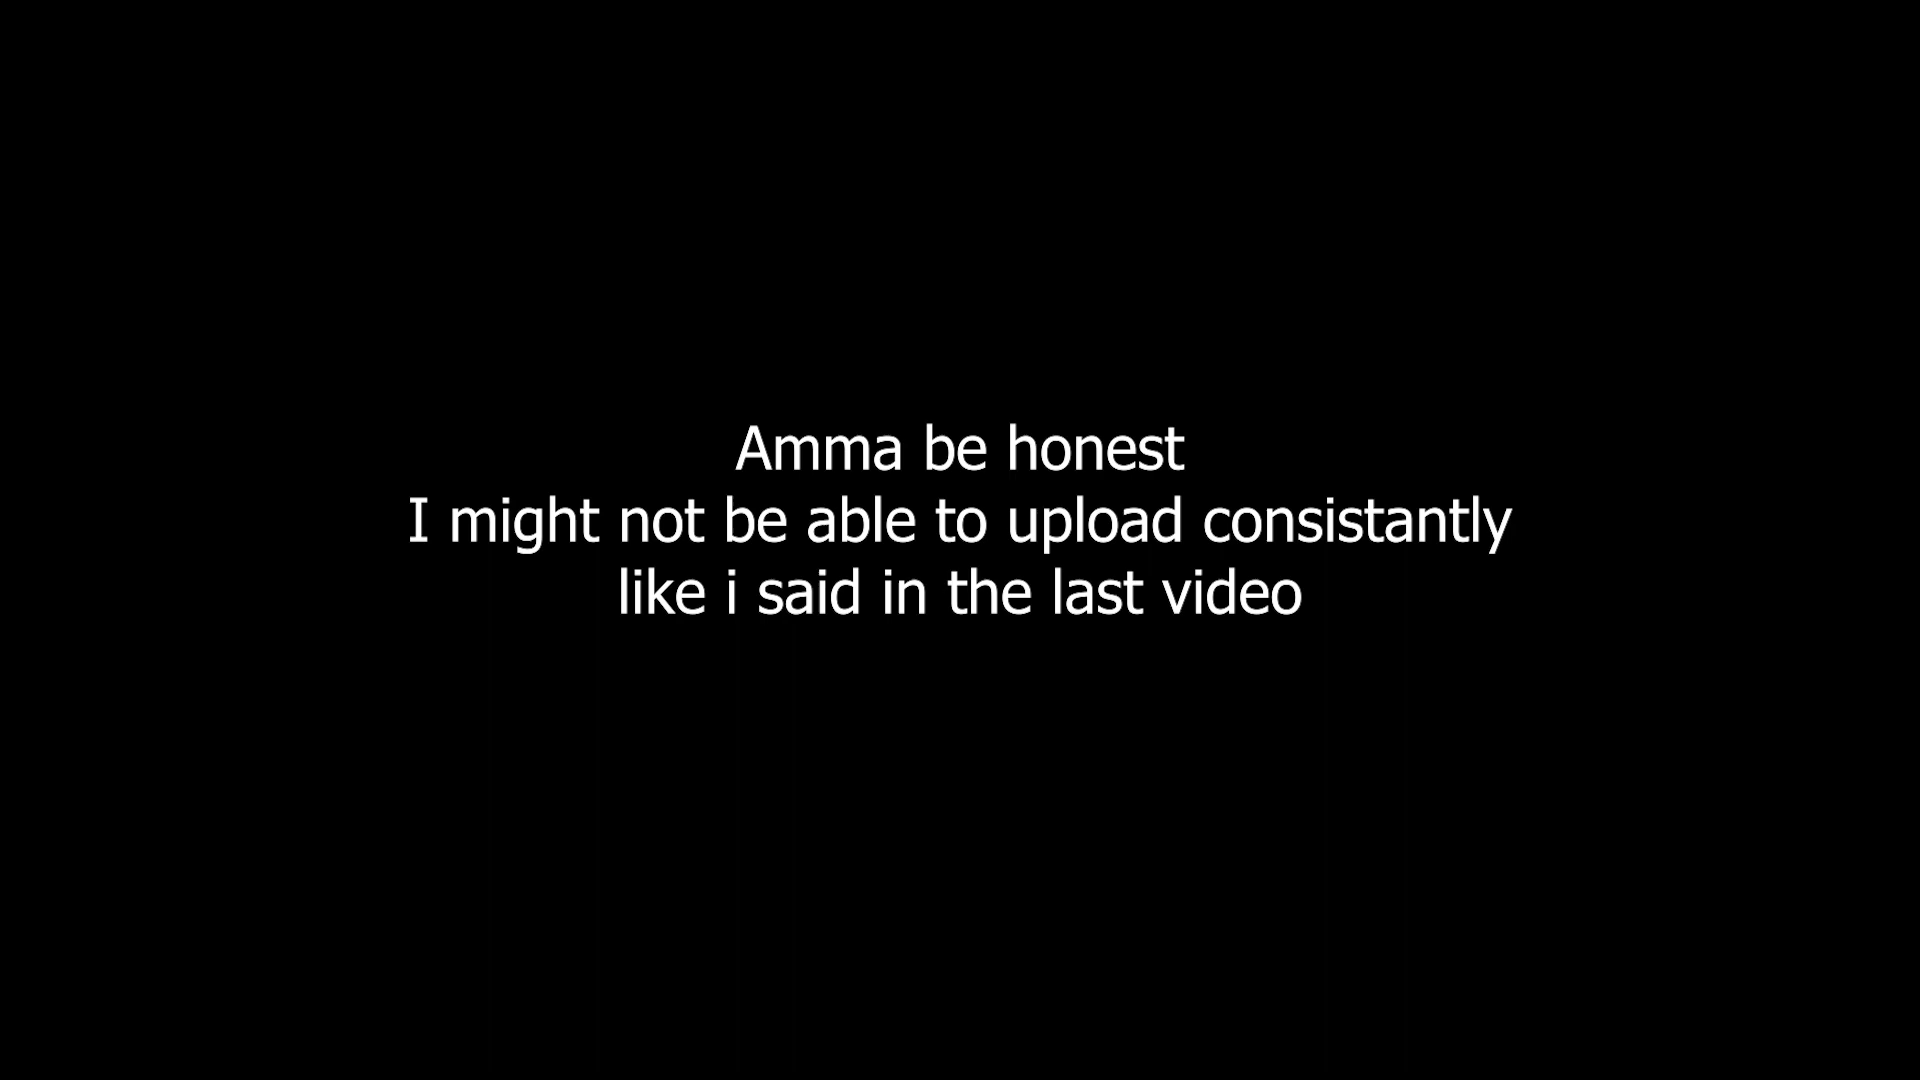 Amma be honest
I might not be able to upload consistantly
like i said in the last video